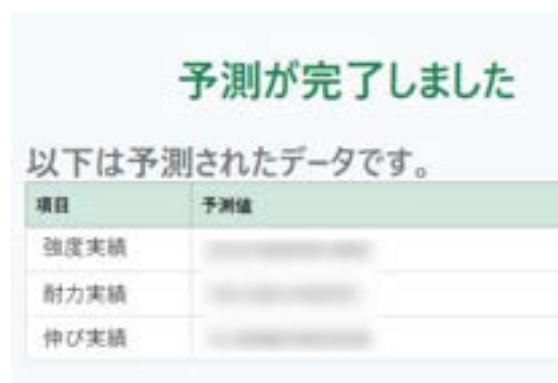 予測が完了しました
以下は予測されたデータです。
項目 予測値
強度実績
耐力実績
伸び実績